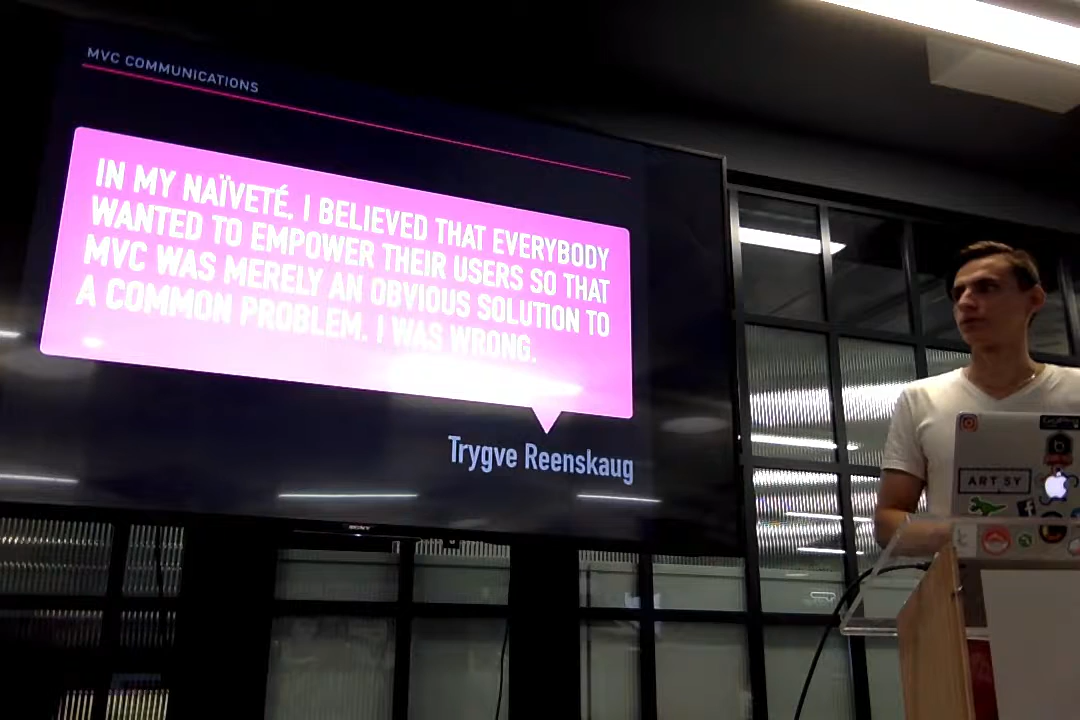 MVC COMMUNICATIONS
IN MY NAÏVETÉ, I BELIEVED THAT EVERYBODY
WANTED TO EMPOWER THEIR USERS SO THAT
MVC WAS MERELY AN OBVIOUS SOLUTION TO
A COMMON PROBLEM. I WAS WRONG.
Trygve Reenskaug
SONY
ARTSY